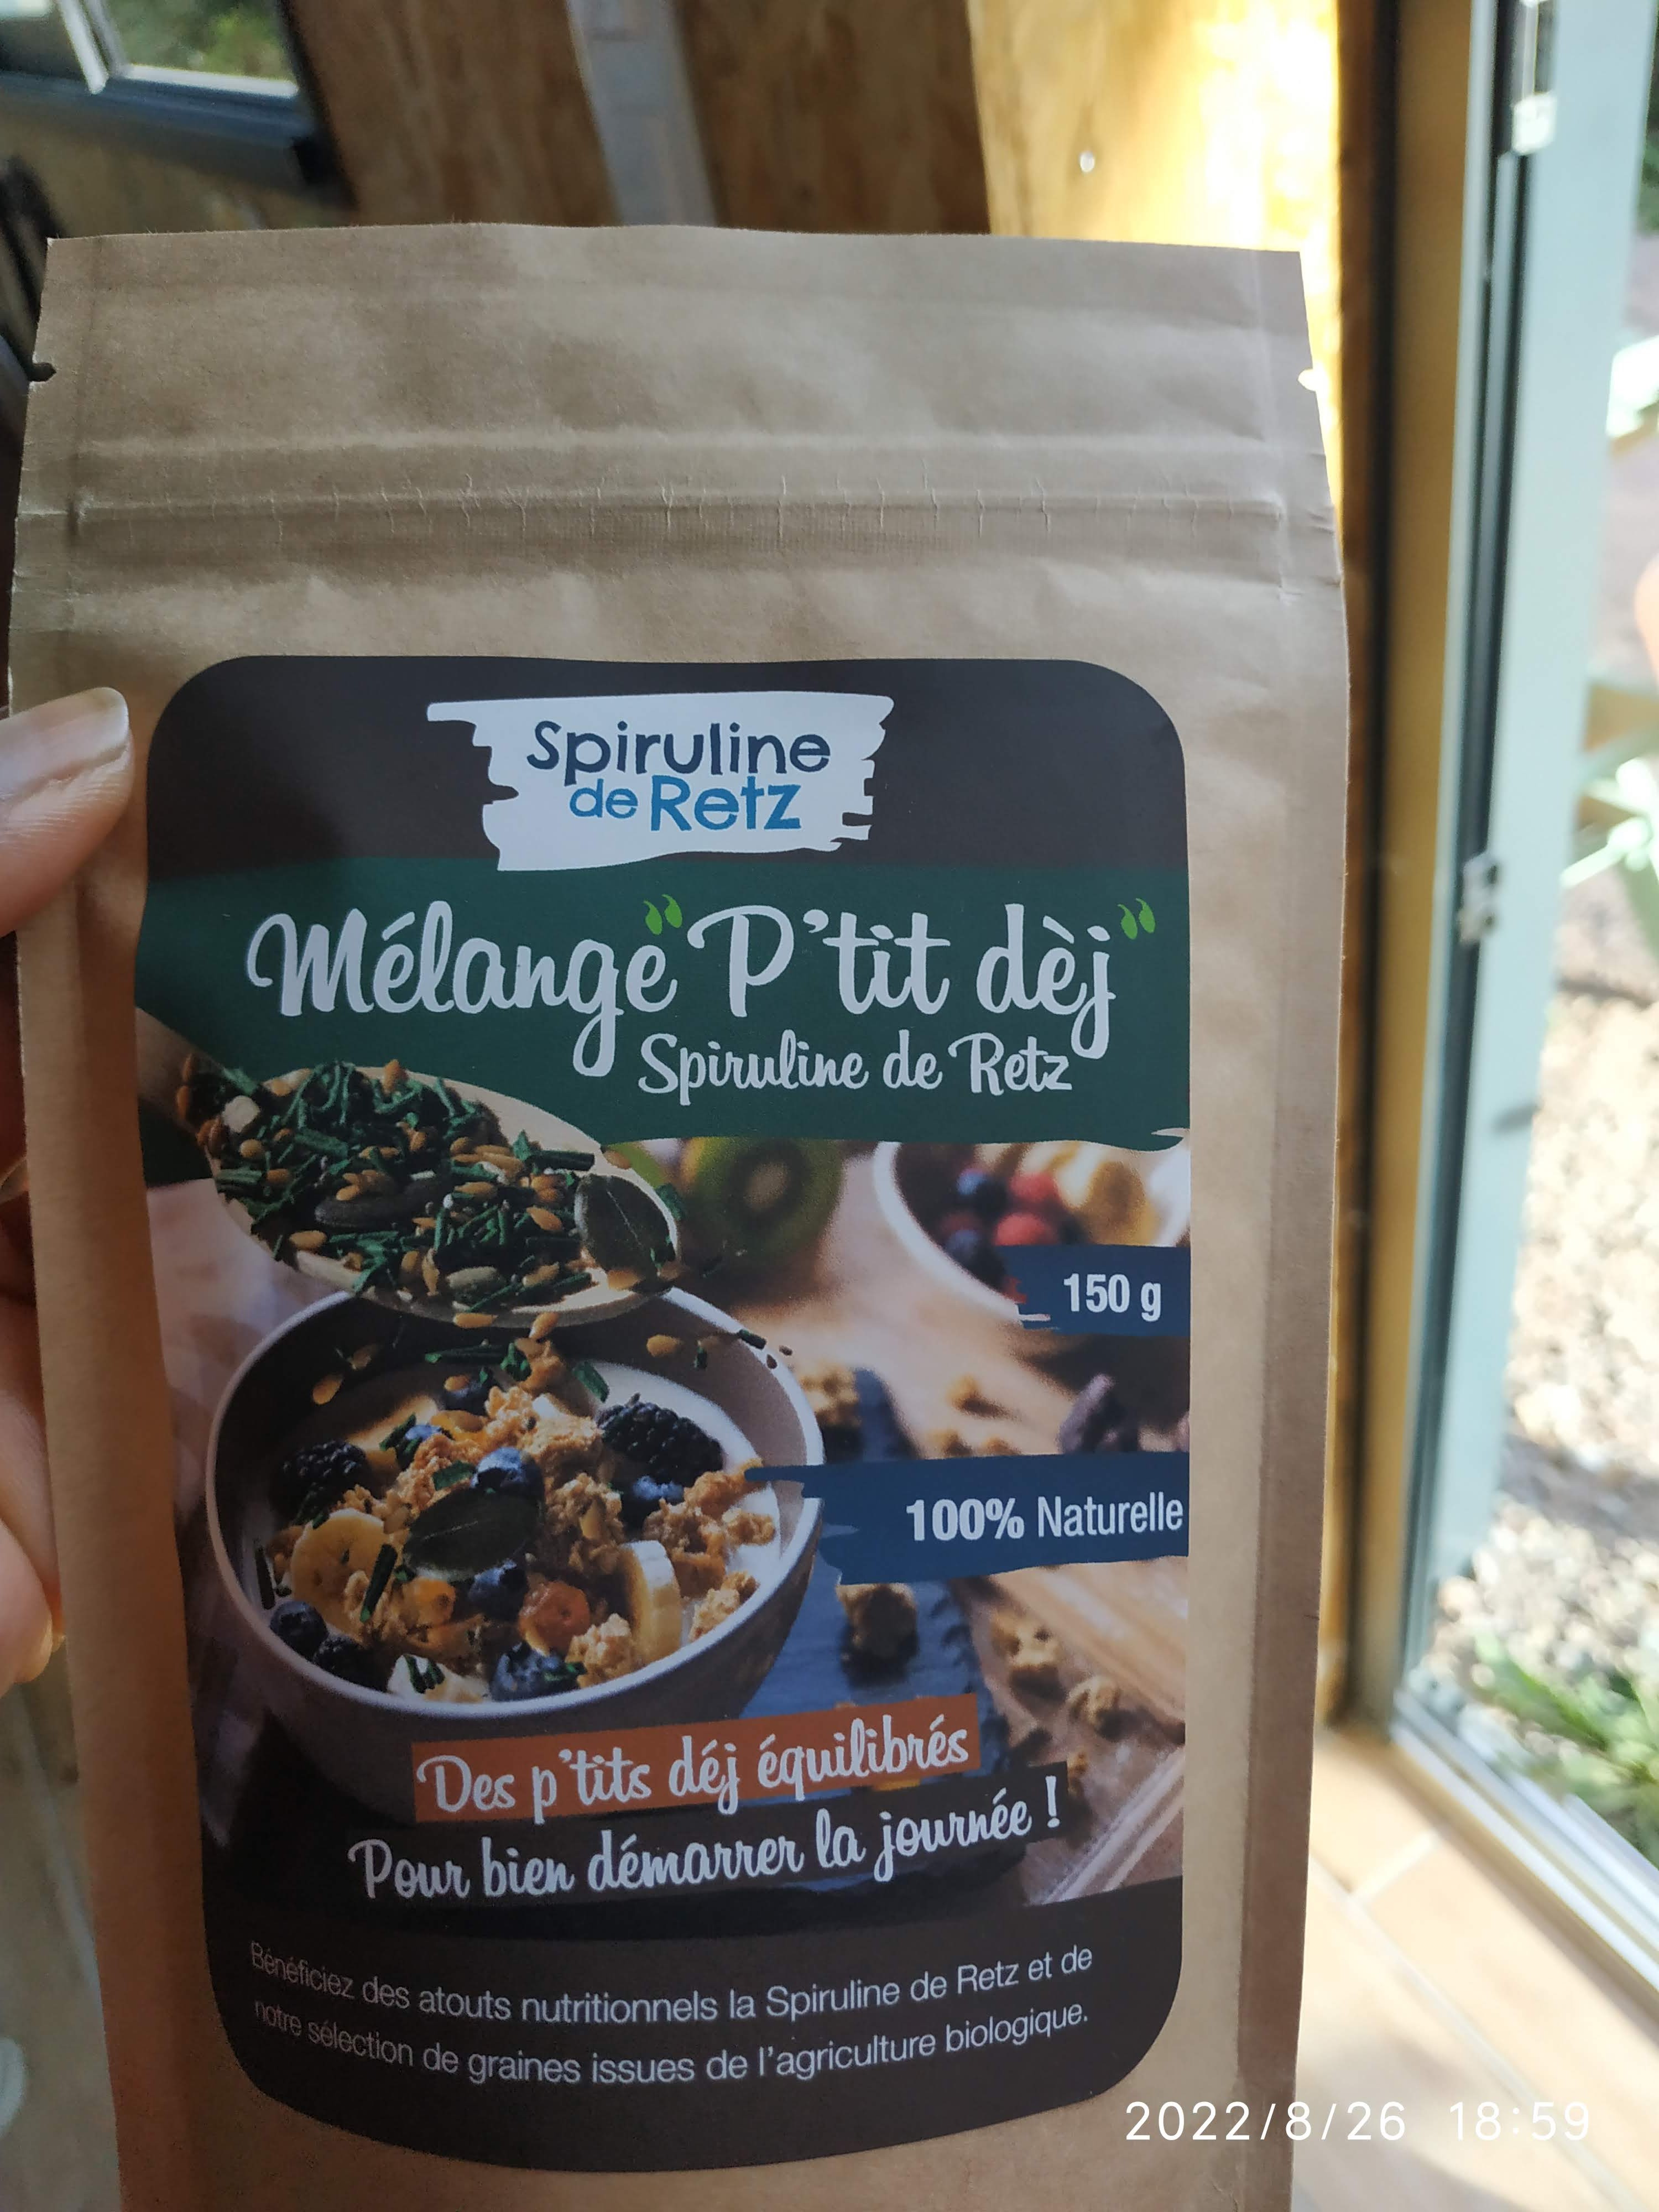 Spiruline
de Retz
Mélange "P'tit dèj"
Spiruline de Retz
150 g
100% Naturelle
Des p'tits déj équilibrés
Pour bien démarrer la journée !
Bénéficiez des atouts nutritionnels la Spiruline de Retz et de
notre sélection de graines issues de l'agriculture biologique.
2022/8/26 18:59